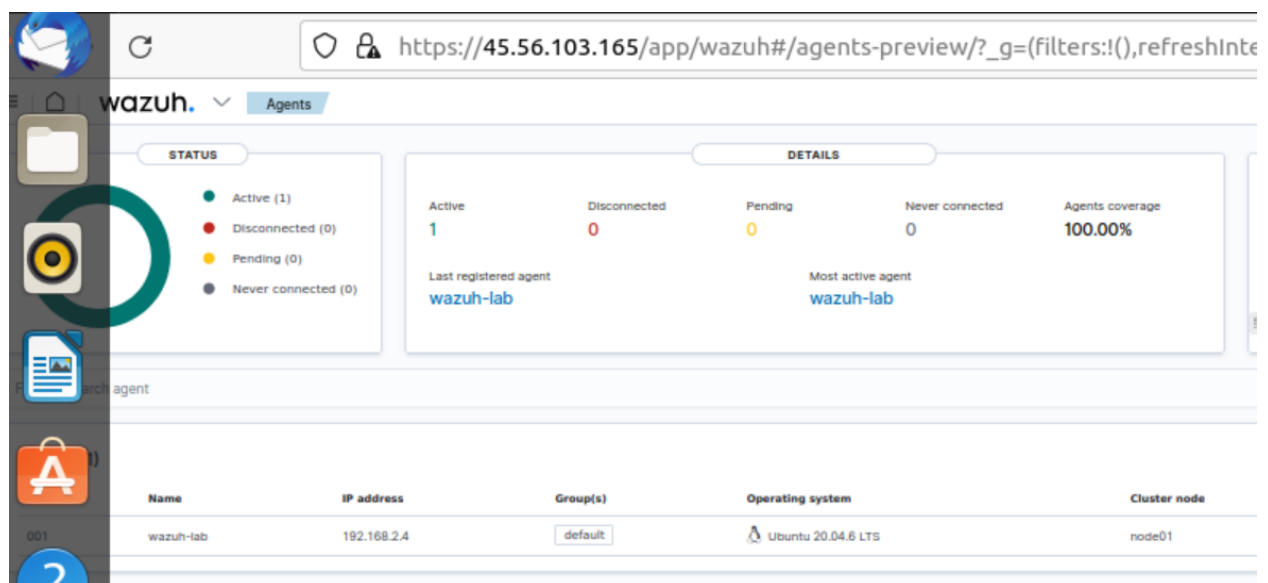 https://45.56.103.165/app/wazuh#/agents-preview/?_g=(filters:!(),refreshInte
wazuh. Agents
STATUS
Active (1)
Disconnected (0)
Pending (0)
Never connected (0)
DETAILS
Active Disconnected Pending Never connected Agents coverage
1 0 0 0 100.00%
Last registered agent Most active agent
wazuh-lab wazuh-lab
arch agent
1)
Name IP address Group(s) Operating system Cluster node
001 wazuh-lab 192.168.2.4 default Ubuntu 20.04.6 LTS node01
?